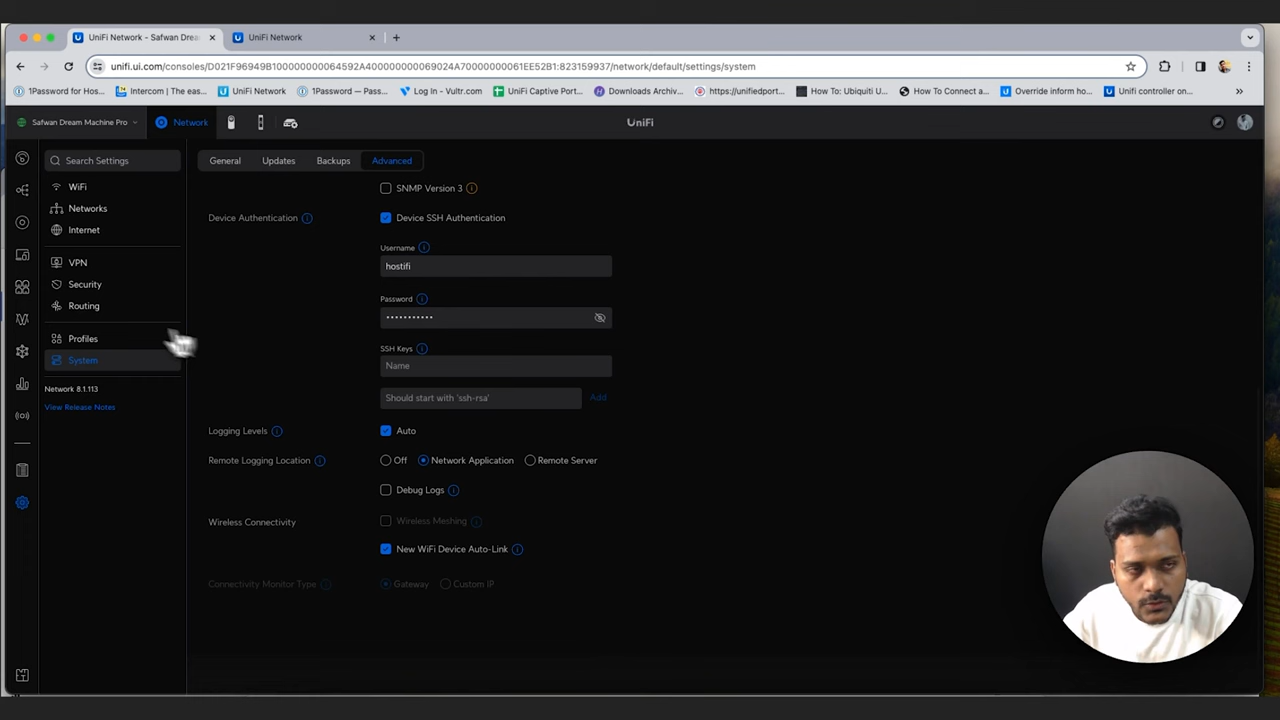 UniFi Network - Safwan Drea
UniFi Network
unifi.ui.com/consoles/D021F96949B10000000064592A400000000069024A70000000061EE52B1:823159937/network/default/settings/system
1Password for Hos...
Intercom | The eas...
UniFi Network
1Password — Pass...
Log In - Vultr.com
UniFi Captive Port...
Downloads Archiv...
https://unifiedport...
How To: Ubiquiti U...
How To Connect a...
Override inform ho...
Unifi controller on...
Safwan Dream Machine Pro
Network
UniFi
Search Settings
WiFi
Networks
Internet
VPN
Security
Routing
Profiles
System
Network 8.1.113
View Release Notes
General
Updates
Backups
Advanced
SNMP Version 3
Device Authentication
Device SSH Authentication
Username
hostifi
Password
•••••••••••
SSH Keys
Name
Should start with 'ssh-rsa'
Add
Logging Levels
Auto
Remote Logging Location
Off
Network Application
Remote Server
Debug Logs
Wireless Connectivity
Wireless Meshing
New WiFi Device Auto-Link
Connectivity Monitor Type
Gateway
Custom IP